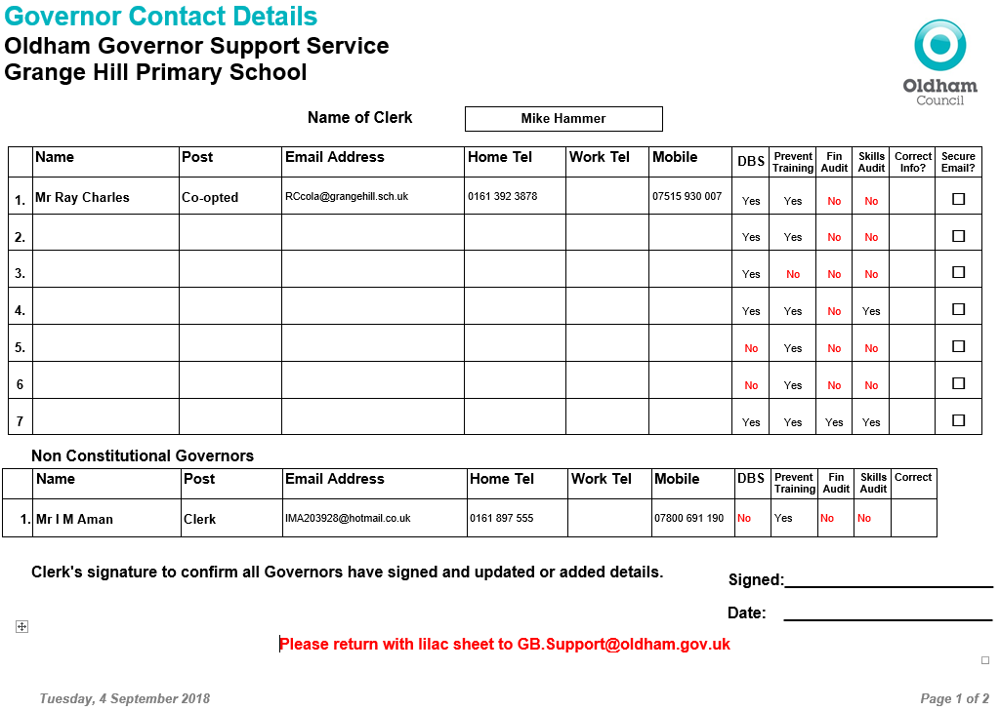 Governor Contact Details
Oldham Governor Support Service
Grange Hill Primary School
Oldham
Council
Name of Clerk Mike Hammer
Name Post Email Address Home Tel Work Tel Mobile DBS Prevent Training Fin Audit Skills Audit Correct Info? Secure Email?
1. Mr Ray Charles Co-opted RCcola@grangehill.sch.uk 0161 392 3878 07515 930 007 Yes Yes No No
2. Yes Yes No No
3. Yes No No No
4. Yes Yes No Yes
5. No Yes No No
6 No Yes No No
7 Yes Yes Yes Yes
Non Constitutional Governors
Name Post Email Address Home Tel Work Tel Mobile DBS Prevent Training Fin Audit Skills Audit Correct
1. Mr I M Aman Clerk IMA203928@hotmail.co.uk 0161 897 555 07800 691 190 No Yes No No
Clerk's signature to confirm all Governors have signed and updated or added details.
Signed:
Date:
Please return with lilac sheet to GB.Support@oldham.gov.uk
Tuesday, 4 September 2018 Page 1 of 2